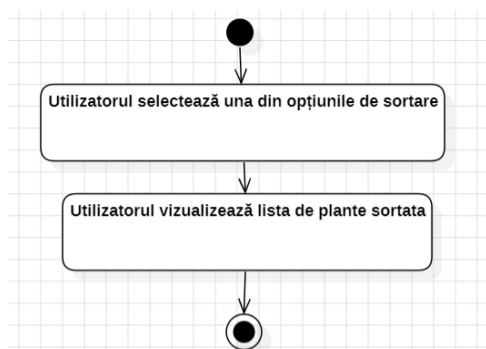 Utilizatorul selectează una din opțiunile de sortare
Utilizatorul vizualizează lista de plante sortata